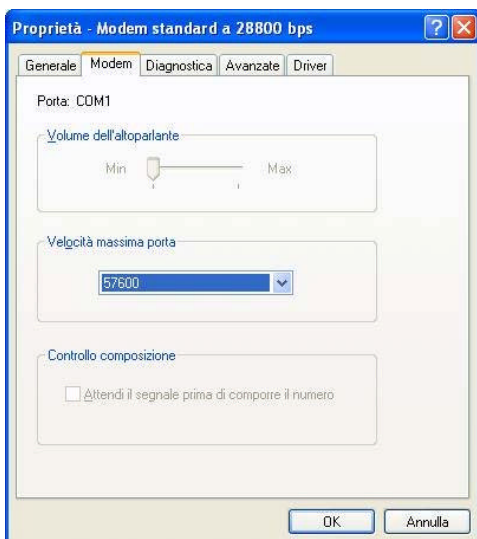 Proprietà - Modem standard a 28800 bps
Generale Modem Diagnostica Avanzate Driver
Porta: COM1
Volume dell'altoparlante
Min Max
Velocità massima porta
57600
Controllo composizione
Attendi il segnale prima di comporre il numero
OK Annulla